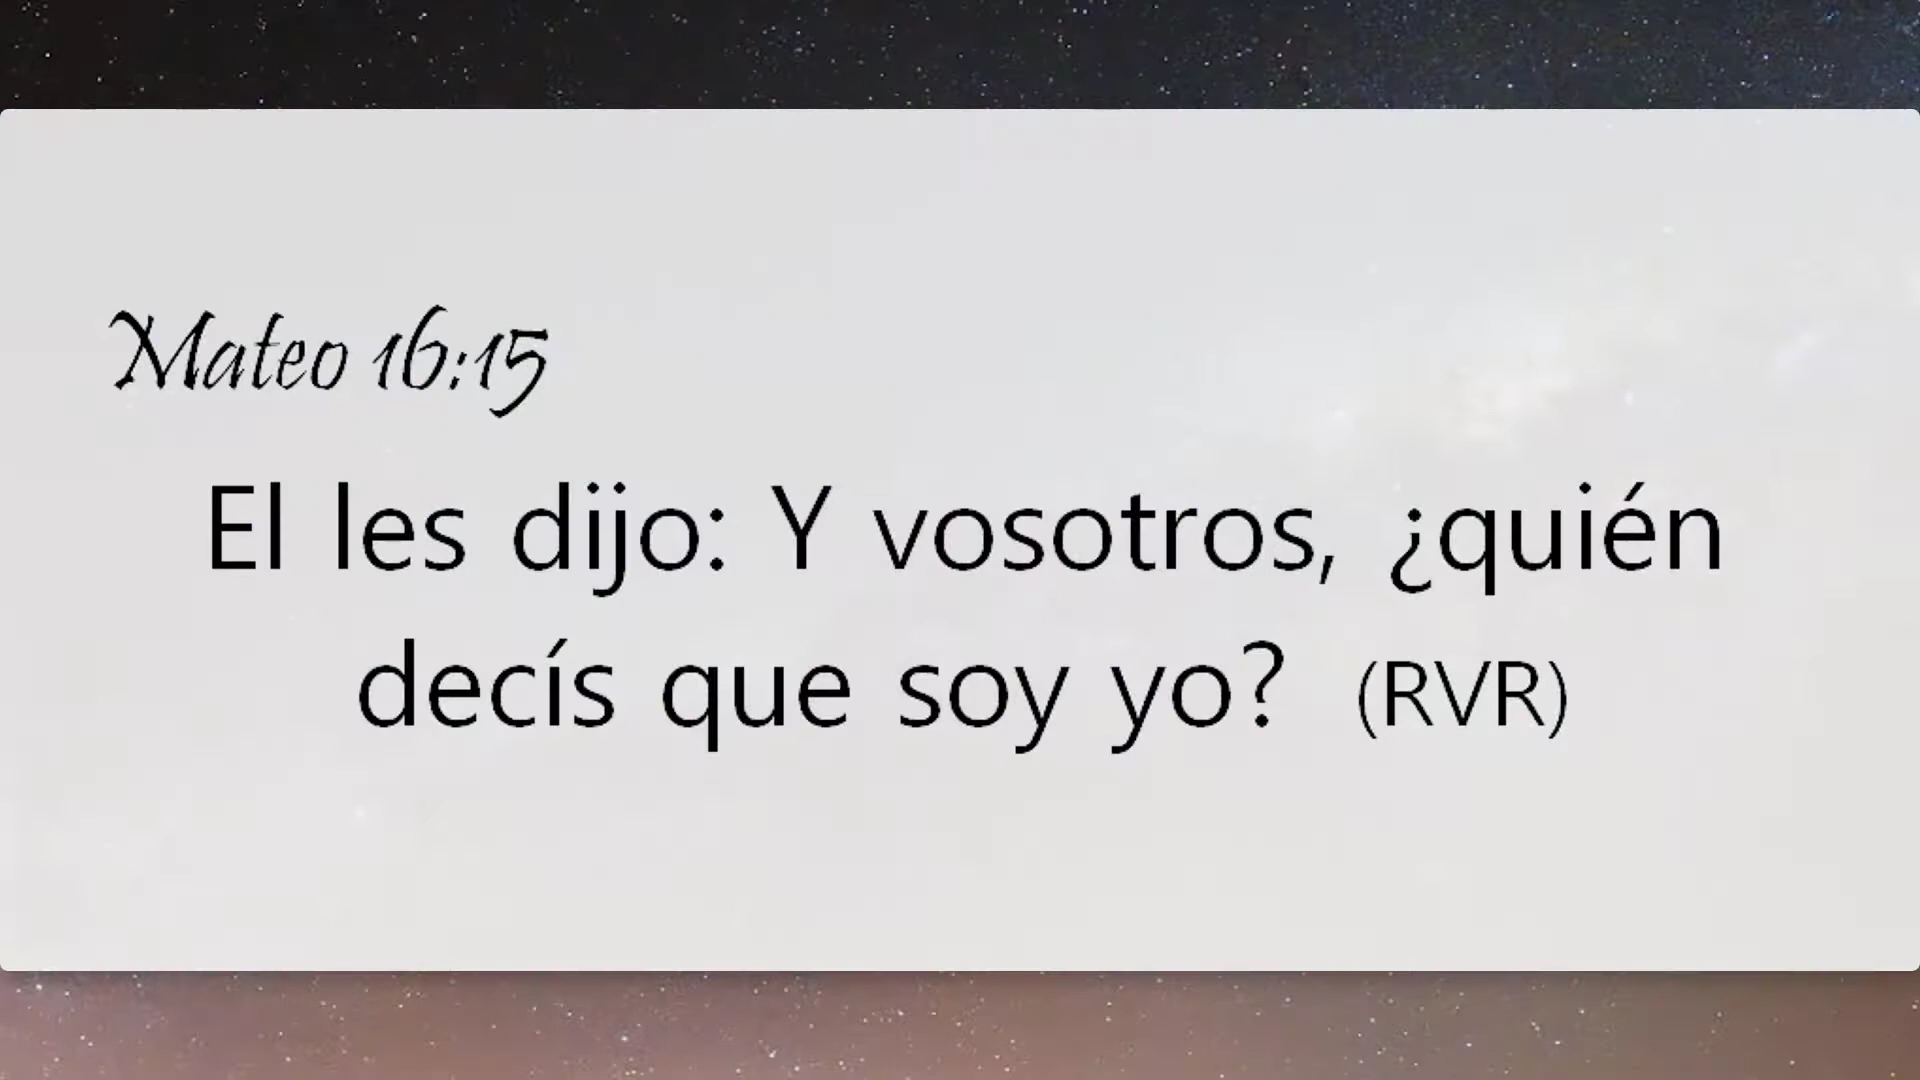 Mateo 16:15
El les dijo: Y vosotros, ¿quién
decís que soy yo? (RVR)